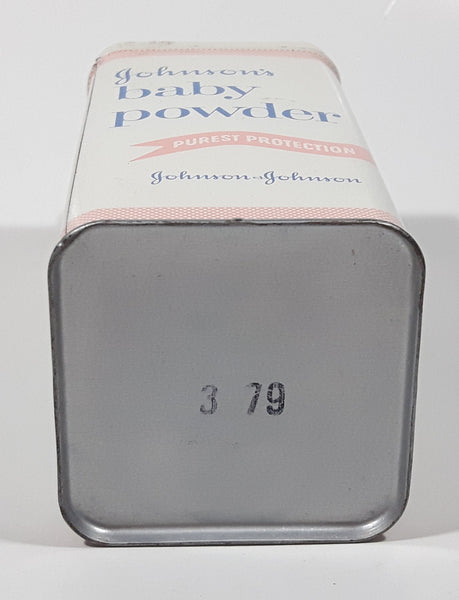 Johnson's
baby
powder
PUREST PROTECTION
Johnson & Johnson
3 79